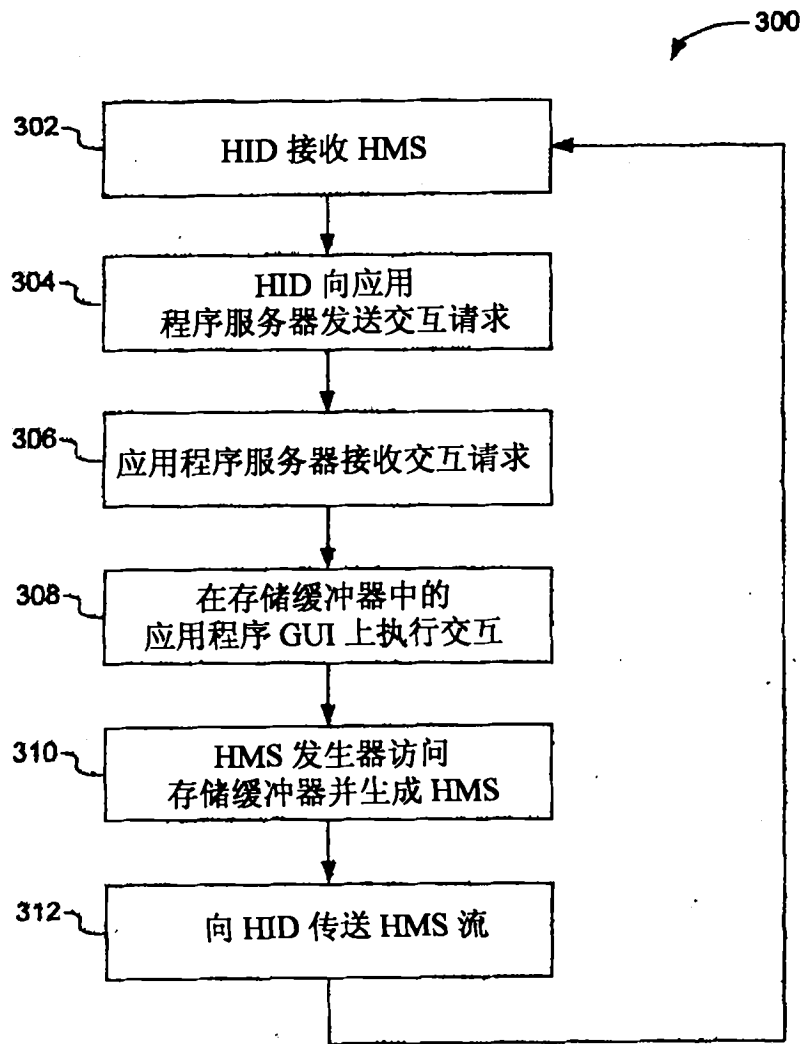 300
302
HID 接收 HMS
304
HID 向应用
程序服务器发送交互请求
306
应用程序服务器接收交互请求
308
在存储缓冲器中的
应用程序 GUI 上执行交互
310
HMS 发生器访问
存储缓冲器并生成 HMS
312
向 HID 传送 HMS 流